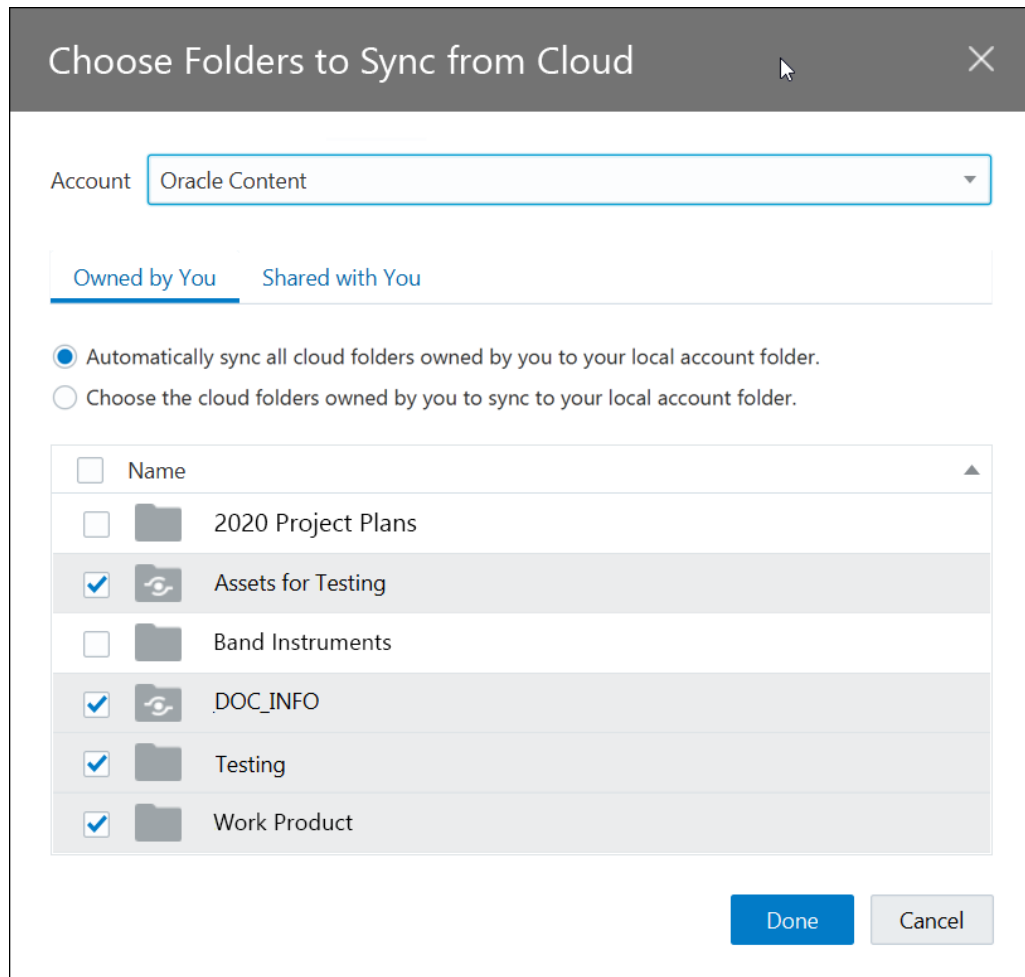 Choose Folders to Sync from Cloud
Account Oracle Content
Owned by You Shared with You
Automatically sync all cloud folders owned by you to your local account folder.
Choose the cloud folders owned by you to sync to your local account folder.
Name
2020 Project Plans
Assets for Testing
Band Instruments
DOC_INFO
Testing
Work Product
Done Cancel